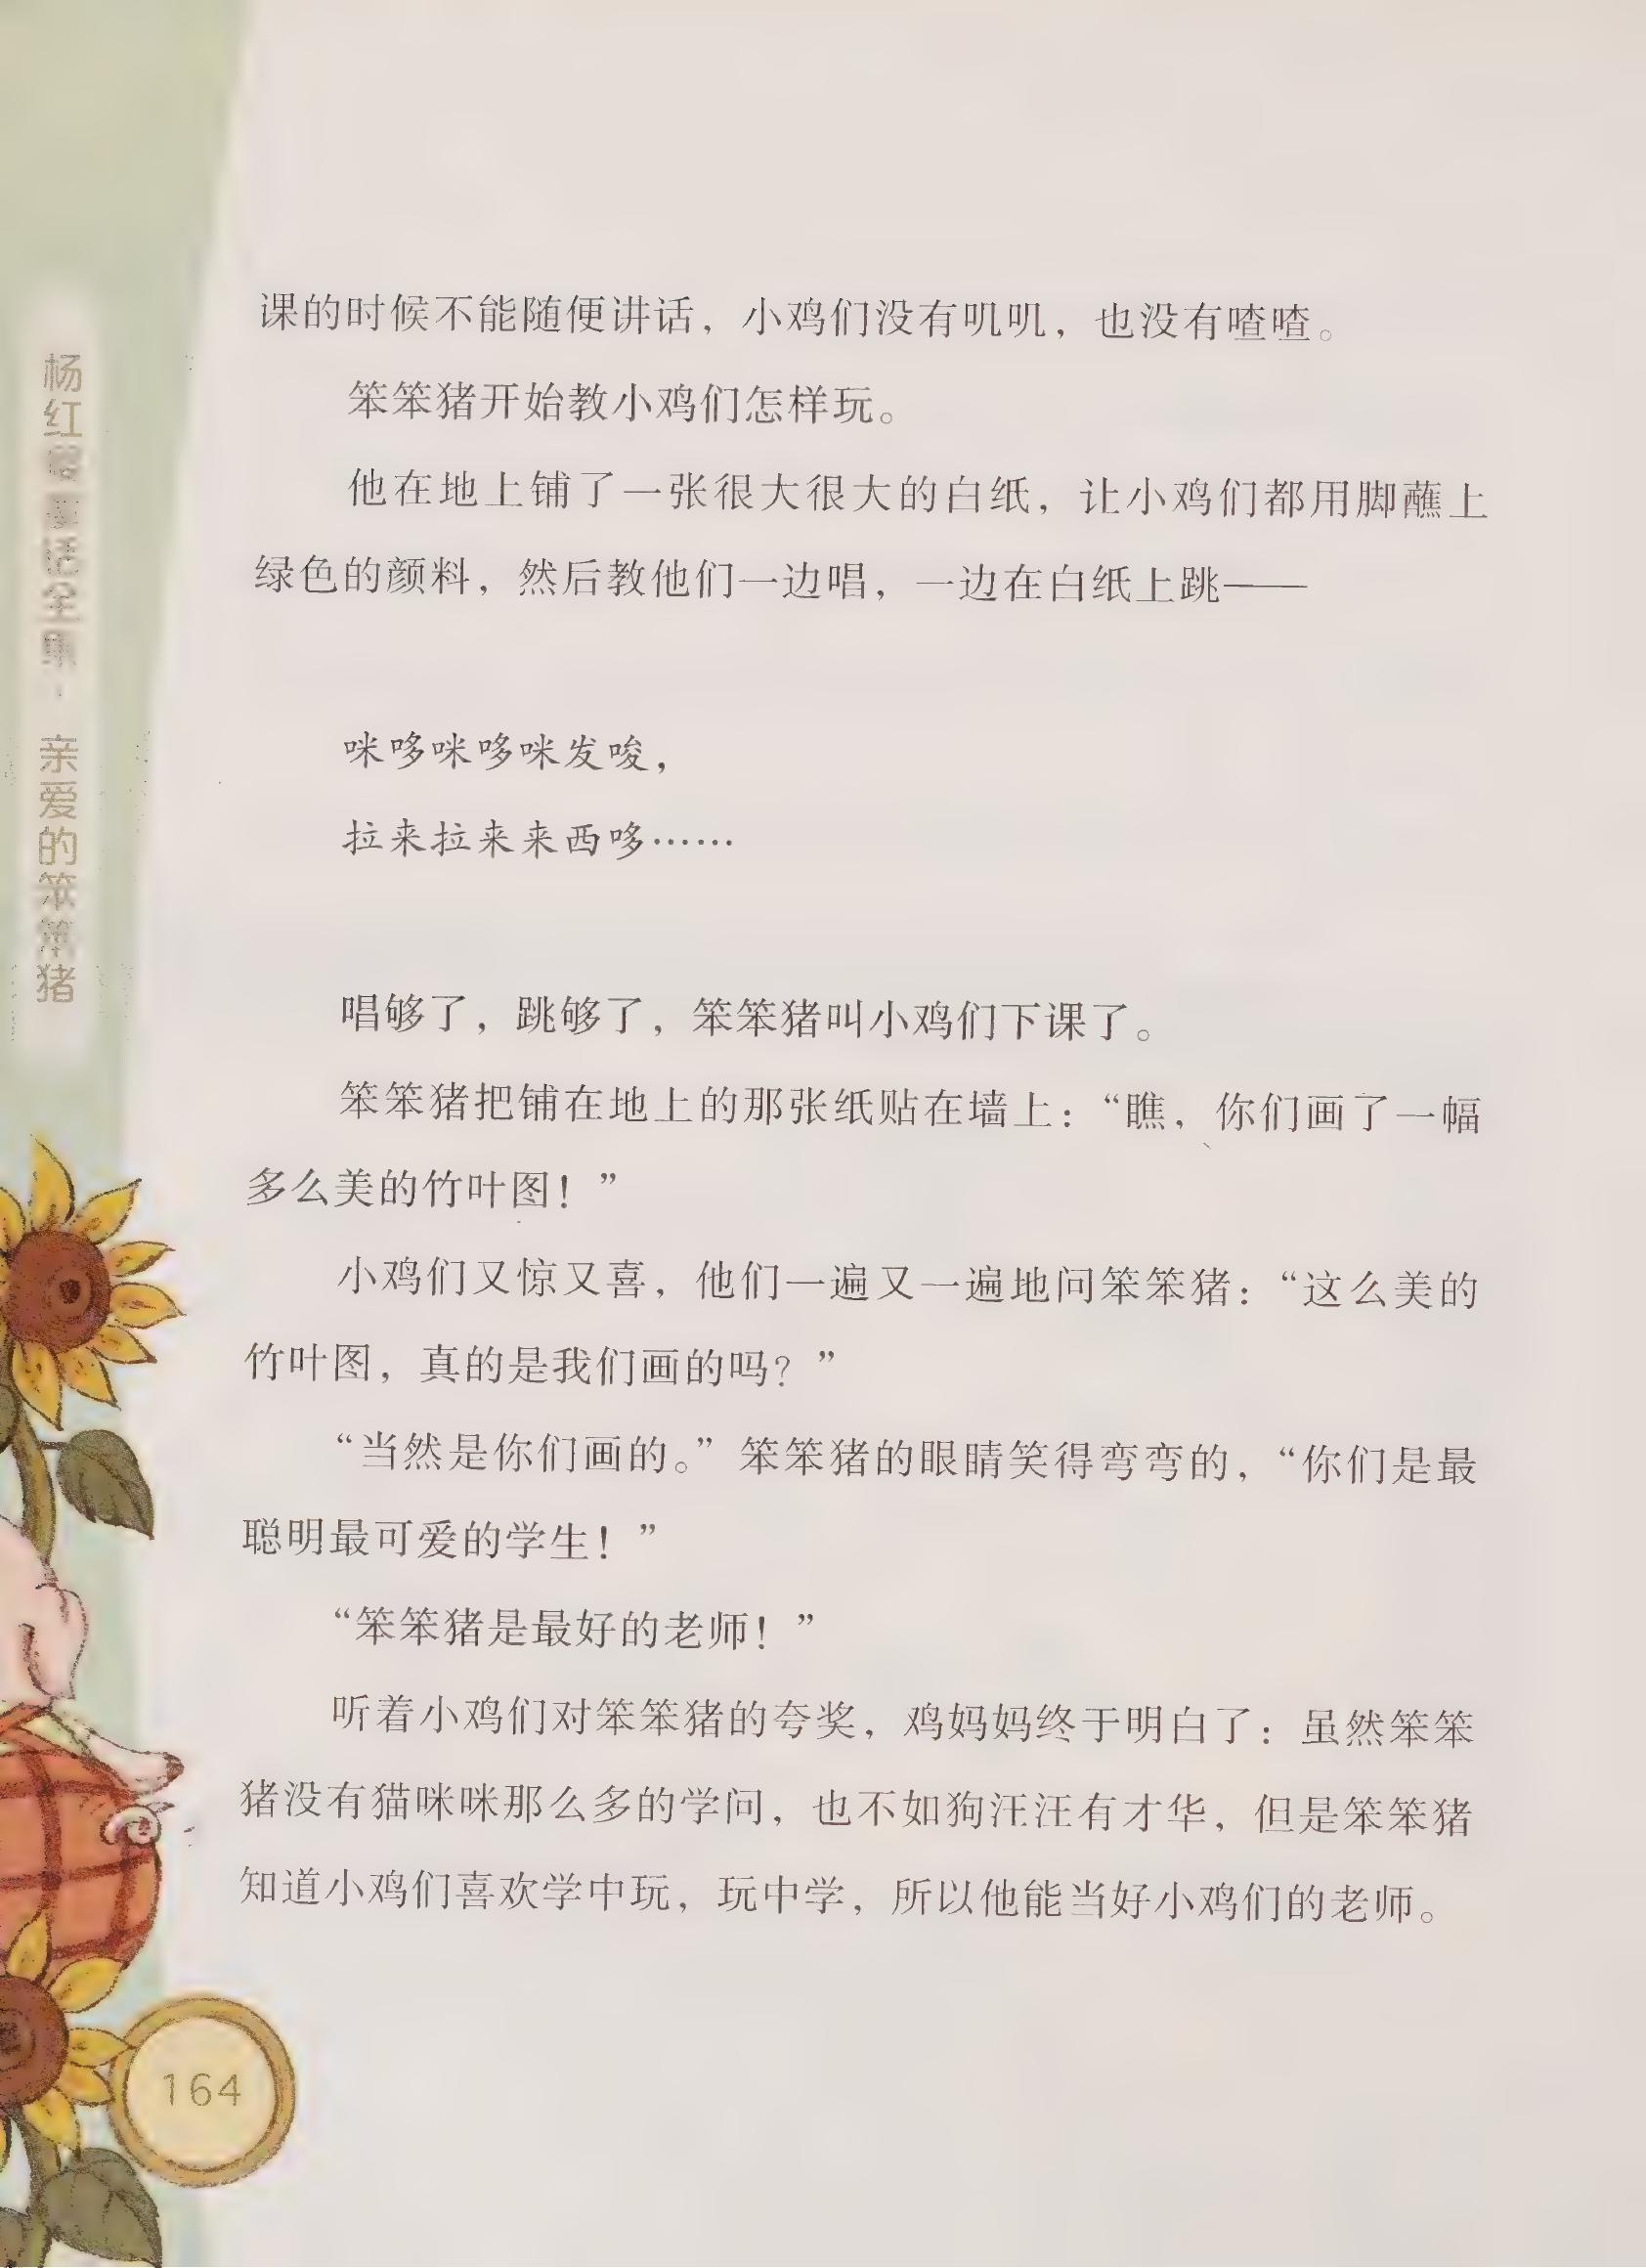 课的时候不能随便讲话，小鸡们没有叽叽，也没有喳喳。
笨笨猪开始教小鸡们怎样玩。
他在地上铺了一张很大很大的白纸，让小鸡们都用脚蘸上
绿色的颜料，然后教他们一边唱，一边在白纸上跳——
咪哆咪哆咪发唆，
拉来拉来来西哆……
唱够了，跳够了，笨笨猪叫小鸡们下课了。
笨笨猪把铺在地上的那张纸贴在墙上：“瞧，你们画了一幅
多么美的竹叶图！”
小鸡们又惊又喜，他们一遍又一遍地问笨笨猪：“这么美的
竹叶图，真的是我们画的吗？”
“当然是你们画的。”笨笨猪的眼睛笑得弯弯的，“你们是最
聪明最可爱的学生！”
“笨笨猪是最好的老师！”
听着小鸡们对笨笨猪的夸奖，鸡妈妈终于明白了：虽然笨笨
猪没有猫咪咪那么多的学问，也不如狗汪汪有才华，但是笨笨猪
知道小鸡们喜欢学中玩，玩中学，所以他能当好小鸡们的老师。
杨红 话全集· 亲爱的笨笨猪
164